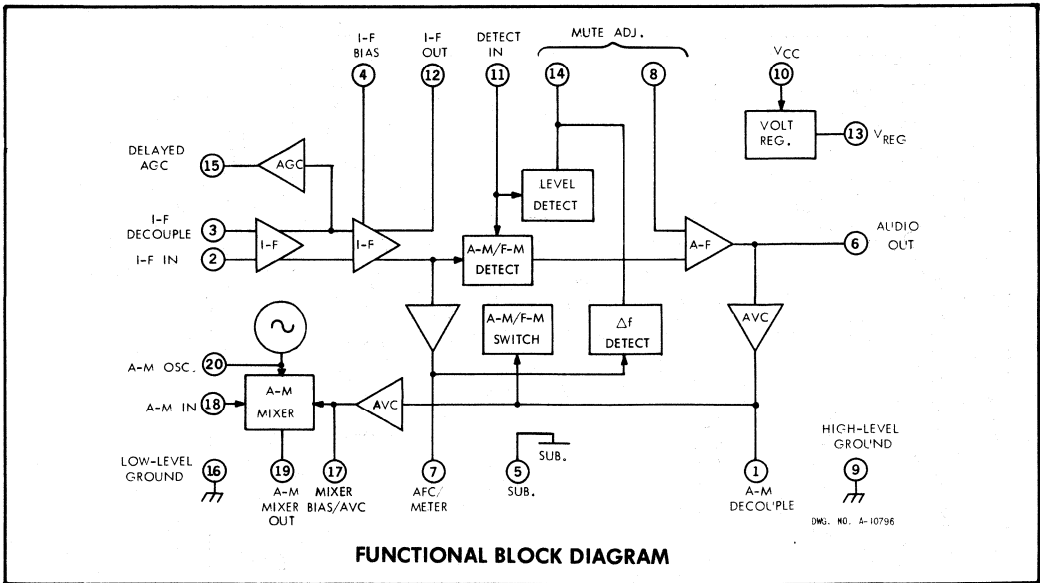 I-F
BIAS
4
I-F
OUT
12
DETECT
IN
11
MUTE ADJ.
14
8
VCC
10
VOLT
REG.
13
VREG
DELAYED
AGC
15
AGC
LEVEL
DETECT
I-F
DECOUPLE
3
I-F IN
2
I-F
I-F
A-M/F-M
DETECT
A-F
6
AUDIO
OUT
A-M/F-M
SWITCH
Δf
DETECT
AVC
A-M OSC.
20
A-M IN
18
A-M
MIXER
AVC
LOW-LEVEL
GROUND
16
19
A-M
MIXER
OUT
17
MIXER
BIAS/AVC
7
AFC/
METER
SUB.
5
SUB.
1
A-M
DECOUPLE
HIGH-LEVEL
GROUND
9
DWG. NO. A-10796
FUNCTIONAL BLOCK DIAGRAM